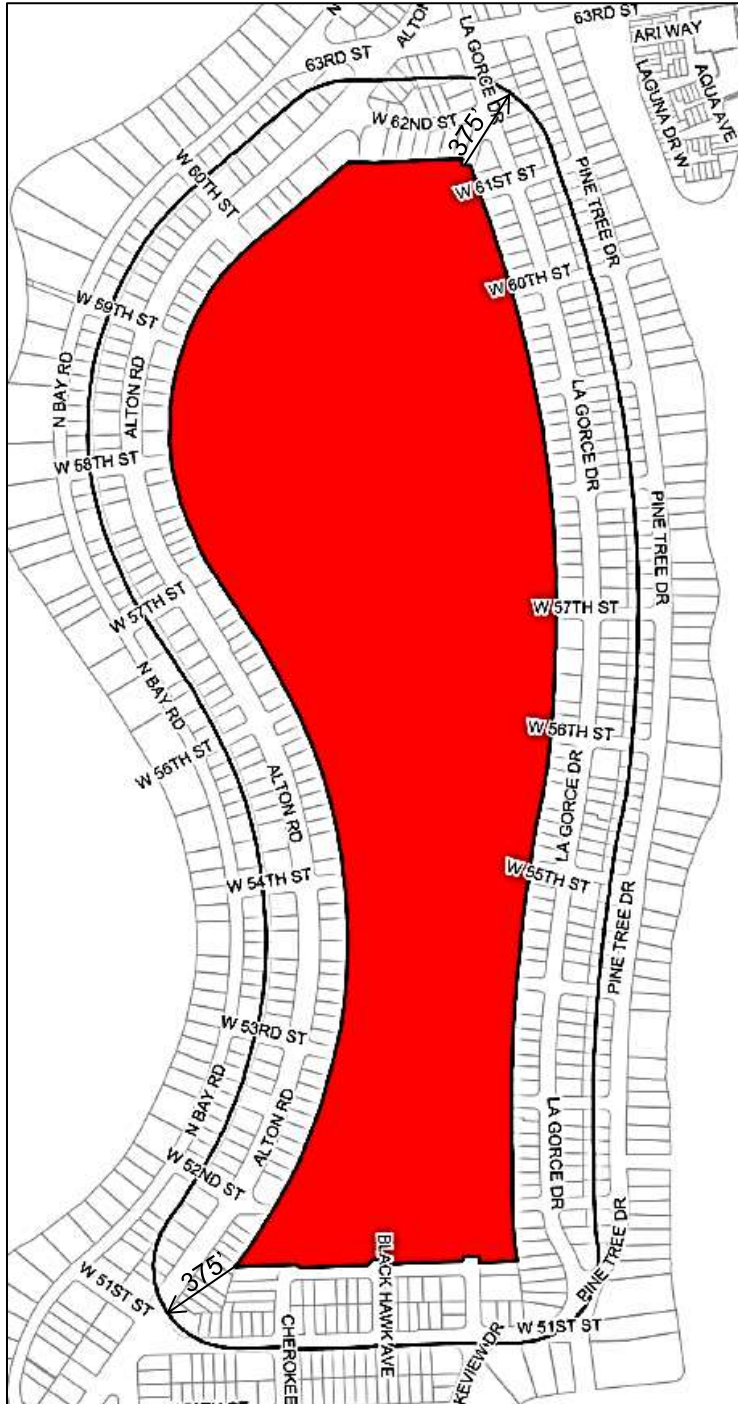 63RD ST
ALTON
LA GORCE DR
63RD ST
ARI WAY
AQUA AVE
LAGUNA DR W
W 62ND ST
375'
W 60TH ST
W 61ST ST
PINE TREE DR
W 60TH ST
W 59TH ST
N BAY RD
ALTON RD
LA GORCE DR
W 58TH ST
PINE TREE DR
W 57TH ST
W 57TH ST
N BAY RD
W 56TH ST
W 56TH ST
ALTON RD
LA GORCE DR
W 54TH ST
W 55TH ST
PINE TREE DR
W 53RD ST
N BAY RD
ALTON RD
LA GORCE DR
W 52ND ST
PINE TREE DR
BLACK HAWK AVE
375'
W 51ST ST
W 51ST ST
CHEROKEE
KEVIEW DR